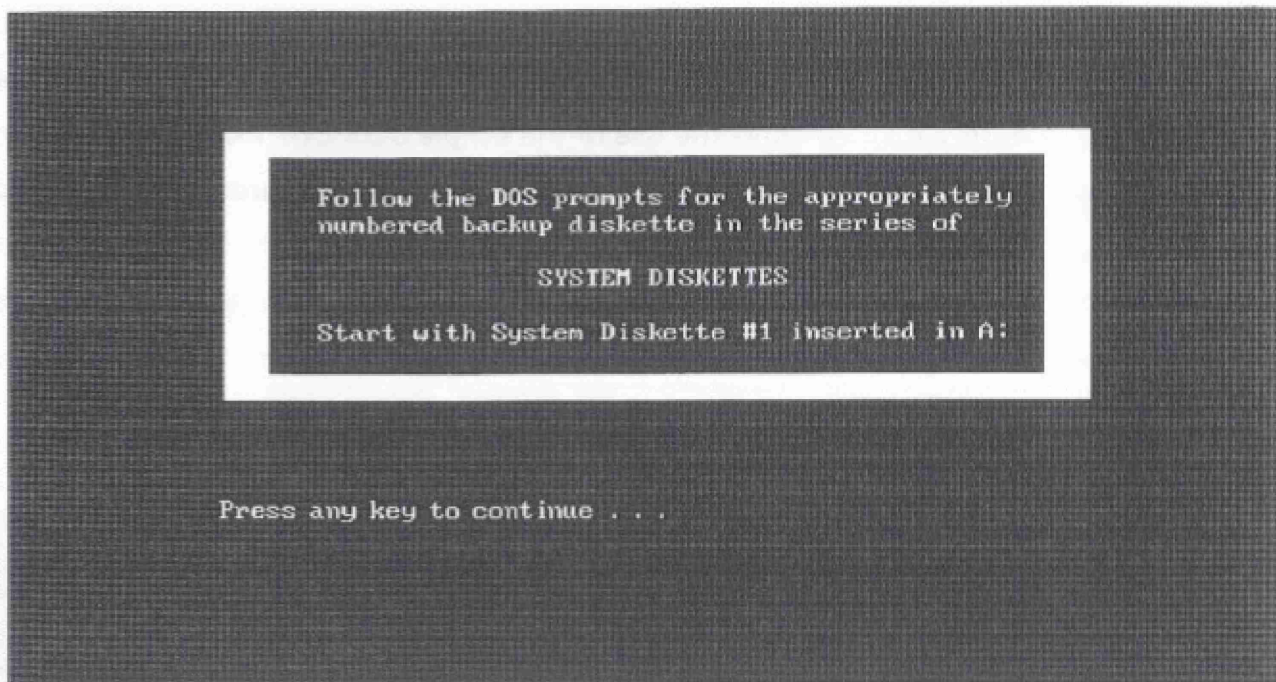 Follow the DOS prompts for the appropriately
numbered backup diskette in the series of
SYSTEM DISKETTES
Start with System Diskette #1 inserted in A:
Press any key to continue . . .